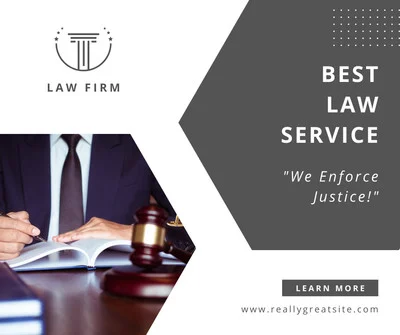 LAW FIRM
BEST
LAW
SERVICE
"We Enforce
Justice!"
LEARN MORE
www.reallygreatsite.com